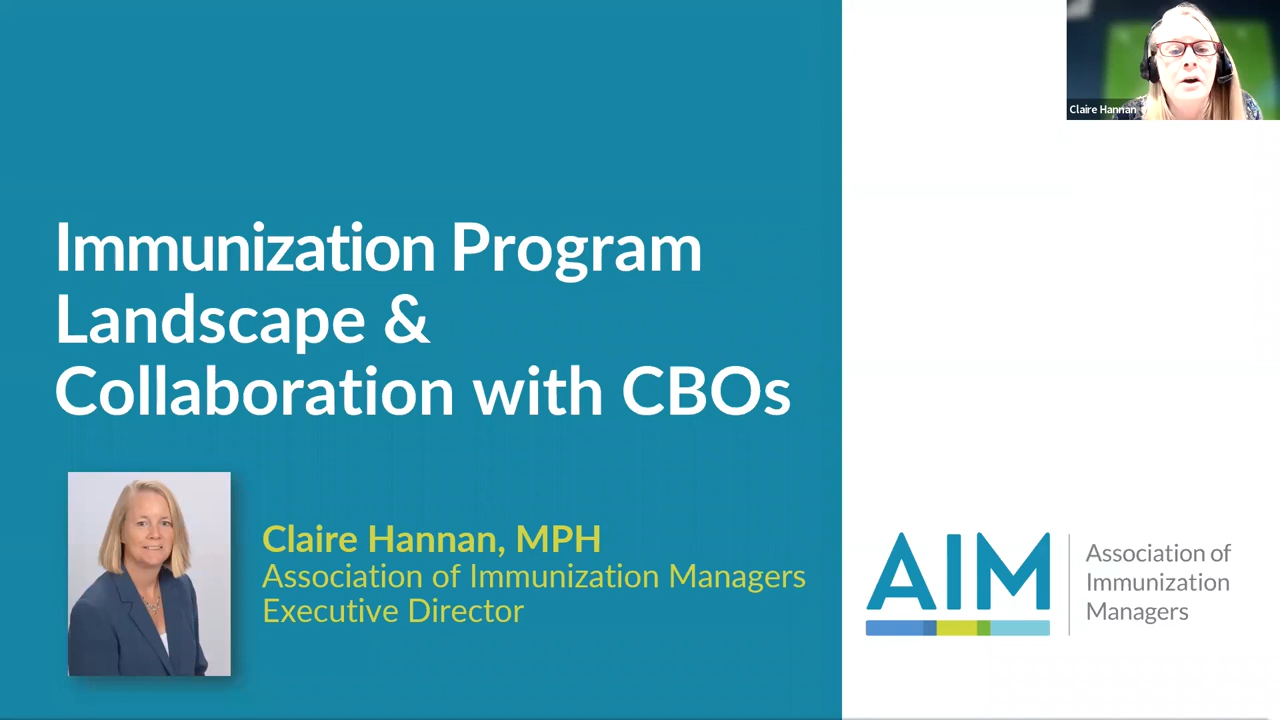 Claire Hannan
Immunization Program
Landscape &
Collaboration with CBOs
Claire Hannan, MPH
Association of Immunization Managers
Executive Director
AIM
Association of
Immunization
Managers